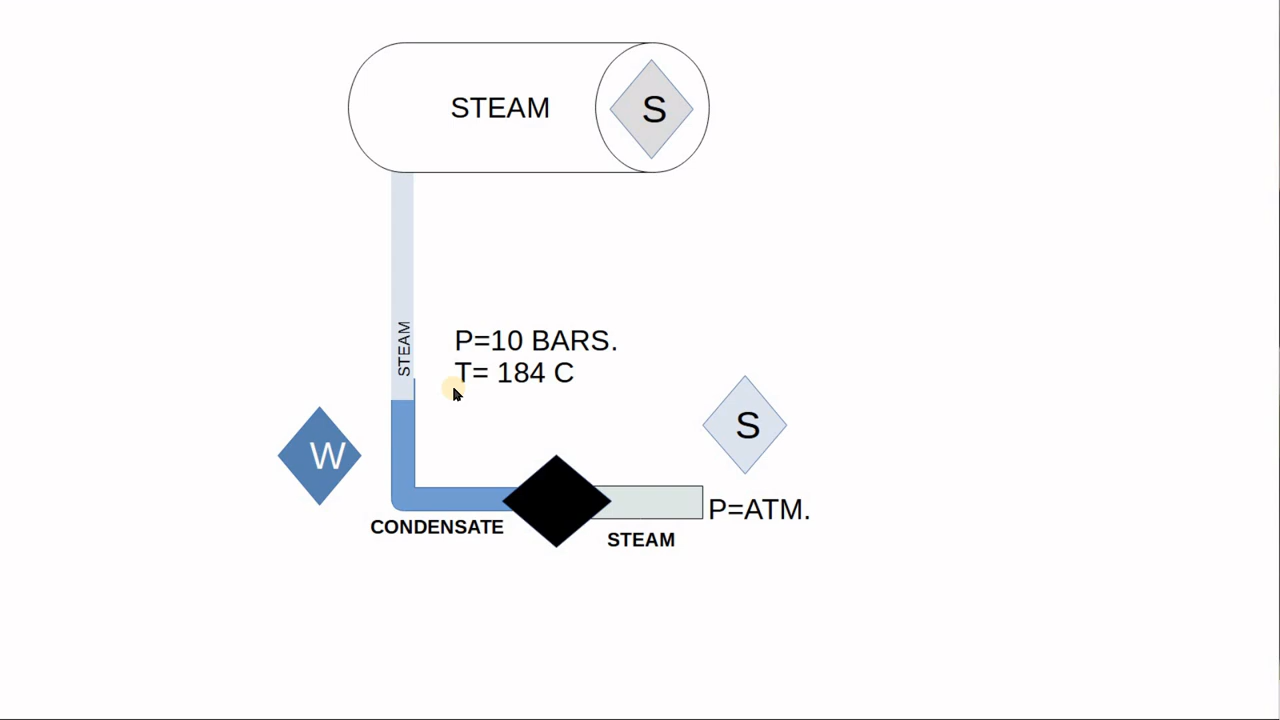 STEAM
S
STEAM
P=10 BARS.
T= 184 C
S
W
P=ATM.
CONDENSATE
STEAM